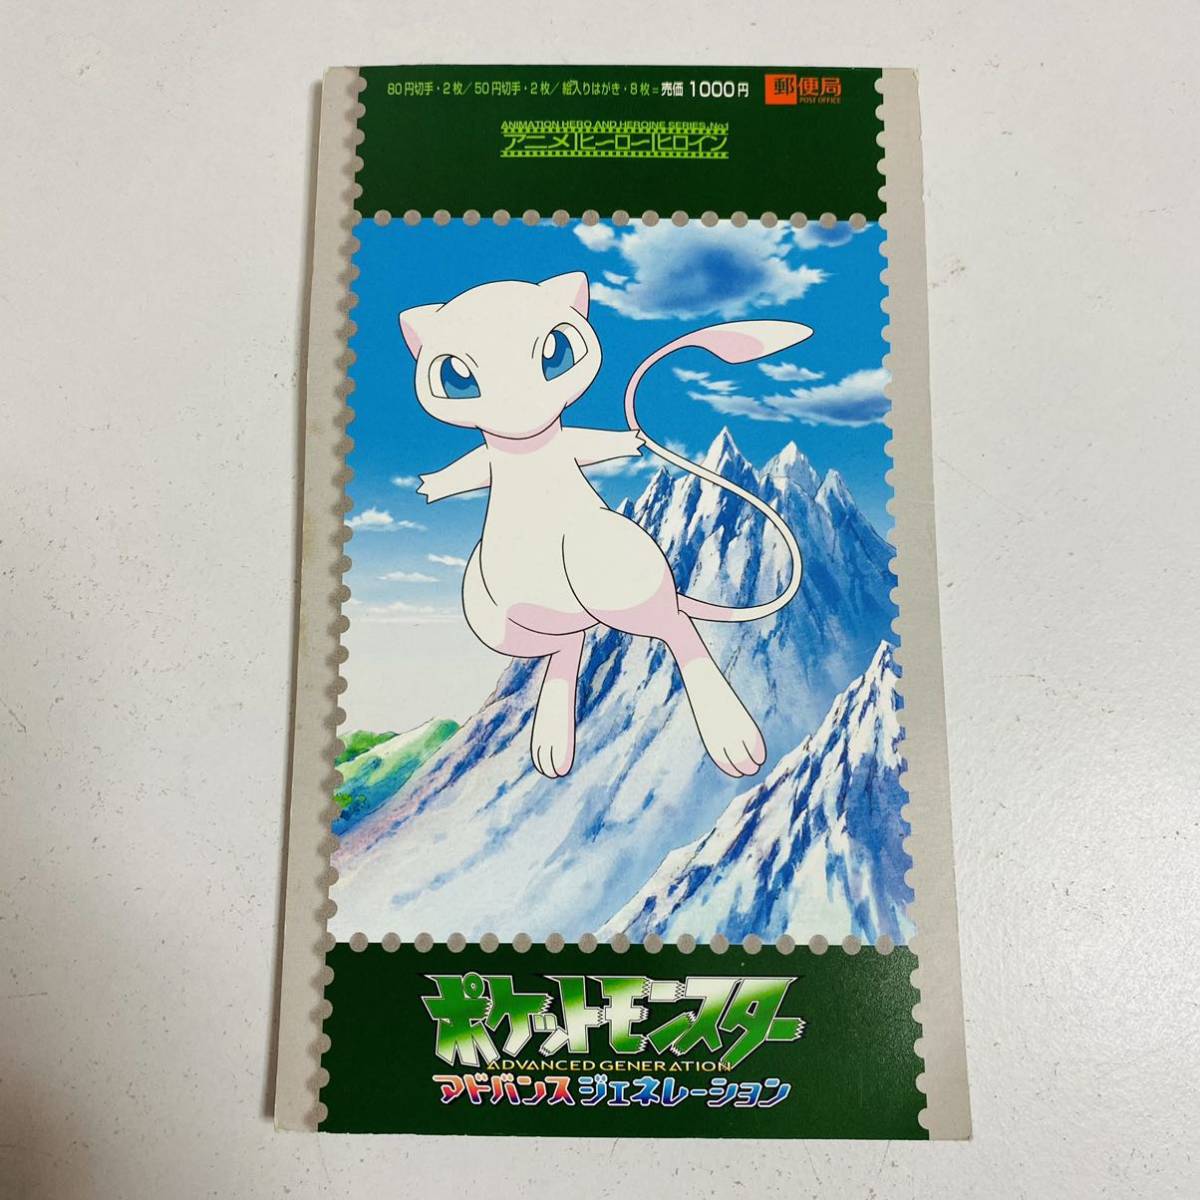 80円切手・2枚/50円切手・2枚/絵入りはがき・8枚=売価 1000円
郵便局
POST OFFICE
ANIMATION HERO AND HEROINE SERIES, No1
アニメ・ヒーロー・ヒロイン
ポケットモンスター
ADVANCED GENERATION
アドバンス ジェネレーション